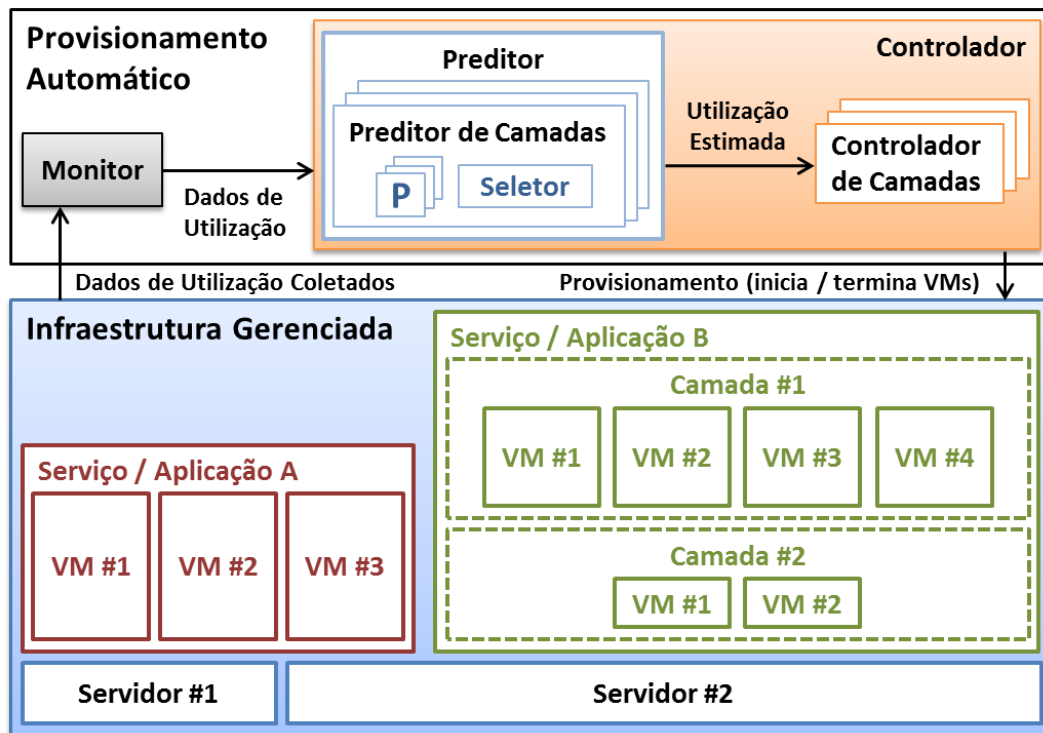 Provisionamento
Automático
Controlador
Preditor
Preditor de Camadas
P
Seletor
Utilização
Estimada
Controlador
de Camadas
Monitor
Dados de
Utilização
Dados de Utilização Coletados
Provisionamento (inicia / termina VMs)
Infraestrutura Gerenciada
Serviço / Aplicação A
VM #1
VM #2
VM #3
Serviço / Aplicação B
Camada #1
VM #1
VM #2
VM #3
VM #4
Camada #2
VM #1
VM #2
Servidor #1
Servidor #2